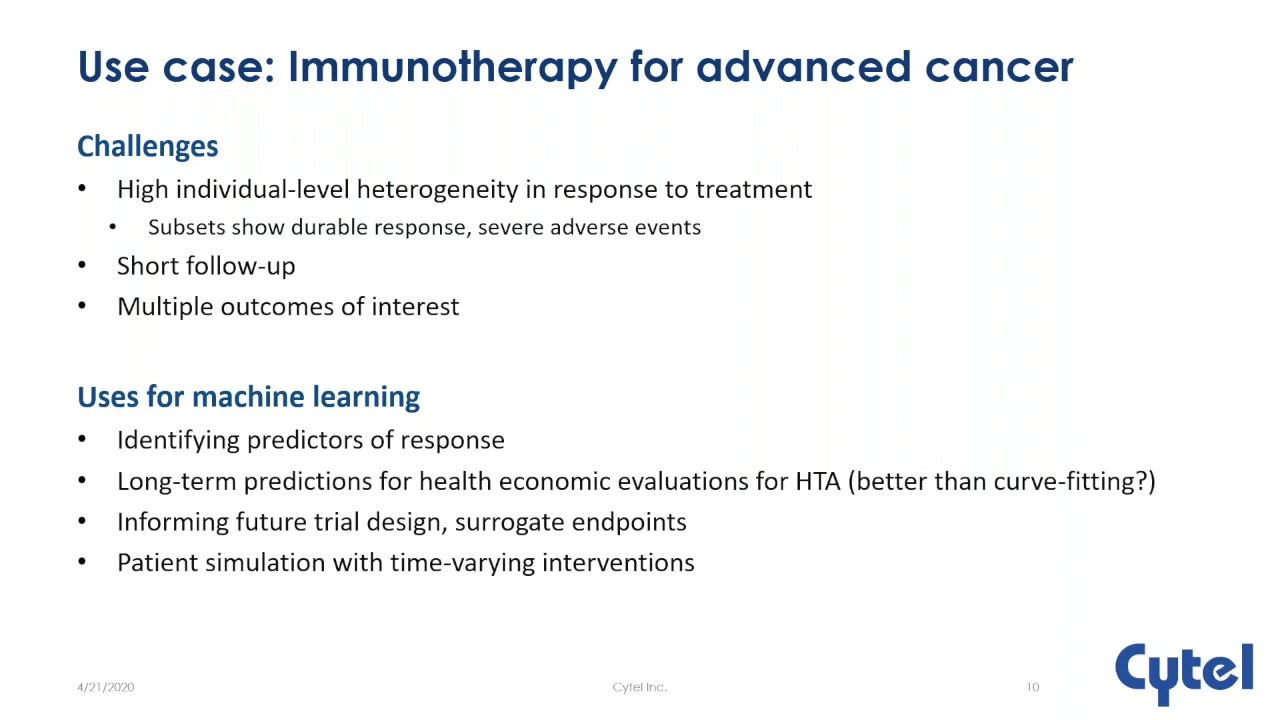 Use case: Immunotherapy for advanced cancer
Challenges
• High individual-level heterogeneity in response to treatment
• Subsets show durable response, severe adverse events
• Short follow-up
• Multiple outcomes of interest
Uses for machine learning
• Identifying predictors of response
• Long-term predictions for health economic evaluations for HTA (better than curve-fitting?)
• Informing future trial design, surrogate endpoints
• Patient simulation with time-varying interventions
4/21/2020
Cytel Inc.
10
Cytel